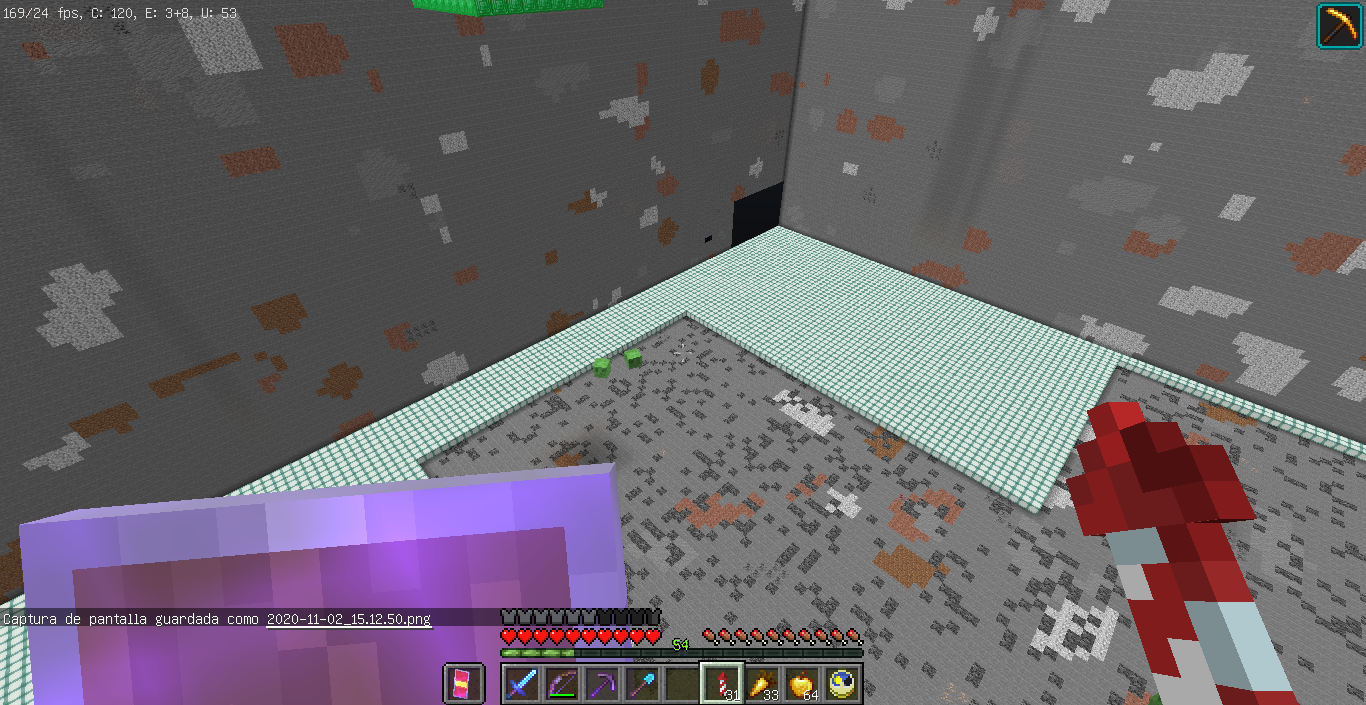 169/24 fps, C: 120, E: 3+8, U: 53
Captura de pantalla guardada como 2020-11-02_15.12.50.png
54
31
33
64